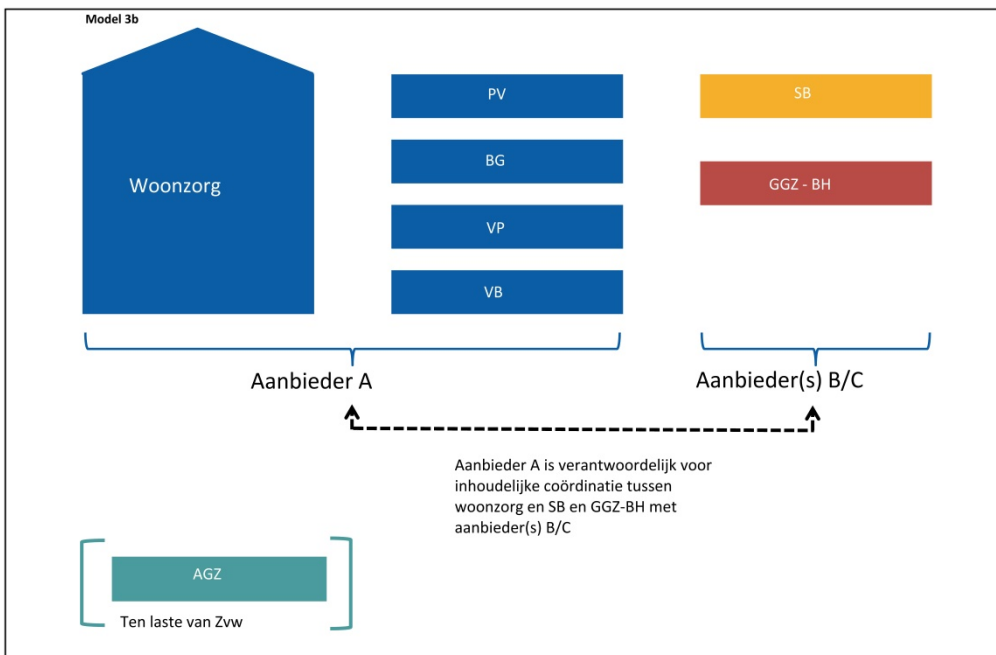 Model 3b
Woonzorg
PV
BG
VP
VB
SB
GGZ - BH
Aanbieder A
Aanbieder(s) B/C
Aanbieder A is verantwoordelijk voor
inhoudelijke coördinatie tussen
woonzorg en SB en GGZ-BH met
aanbieder(s) B/C
AGZ
Ten laste van Zvw